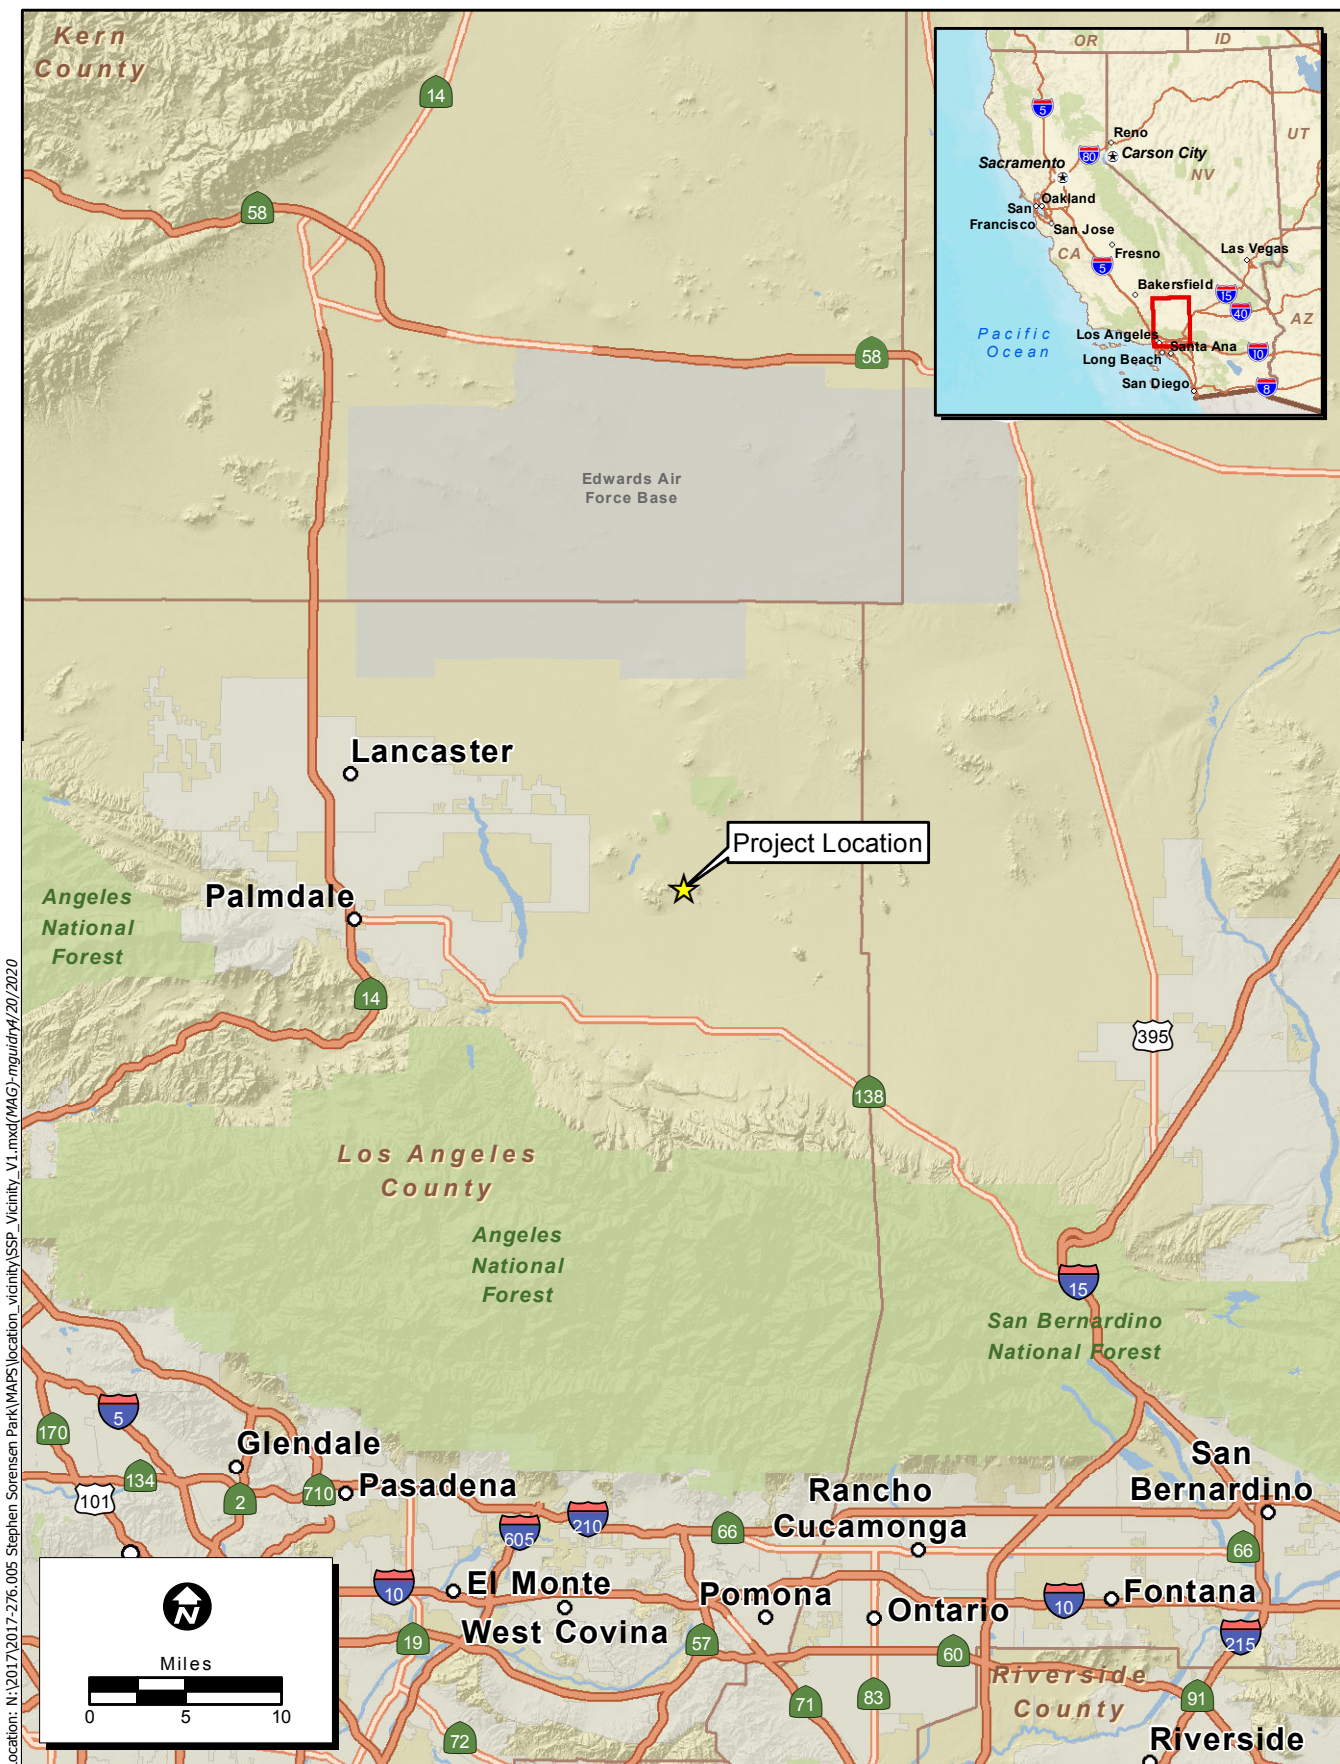 Kern
County
14
58
58
OR
ID
5
Reno
UT
80
Carson City
Sacramento
NV
Oakland
San
Francisco
San Jose
CA
Fresno
Las Vegas
5
Bakersfield
15
40
AZ
Pacific
Ocean
Los Angeles
Santa Ana
10
Long Beach
San Diego
8
Edwards Air
Force Base
Lancaster
Project Location
Palmdale
Angeles
National
Forest
14
395
138
Los Angeles
County
Angeles
National
Forest
15
San Bernardino
National Forest
5
170
Glendale
134
101
2
710
Pasadena
San
Bernardino
Rancho
Cucamonga
605
210
66
66
10
El Monte
Pomona
10
Fontana
West Covina
Ontario
19
57
60
215
Riverside
County
71
83
91
72
Riverside
N
Miles
0 5 10
ocation: N:\2017\2017-276.005 Stephen Sorensen Park\MAPS\location_vicinity\SSP_Vicinity_V1.mxd(MAG)-mguidry4/20/2020